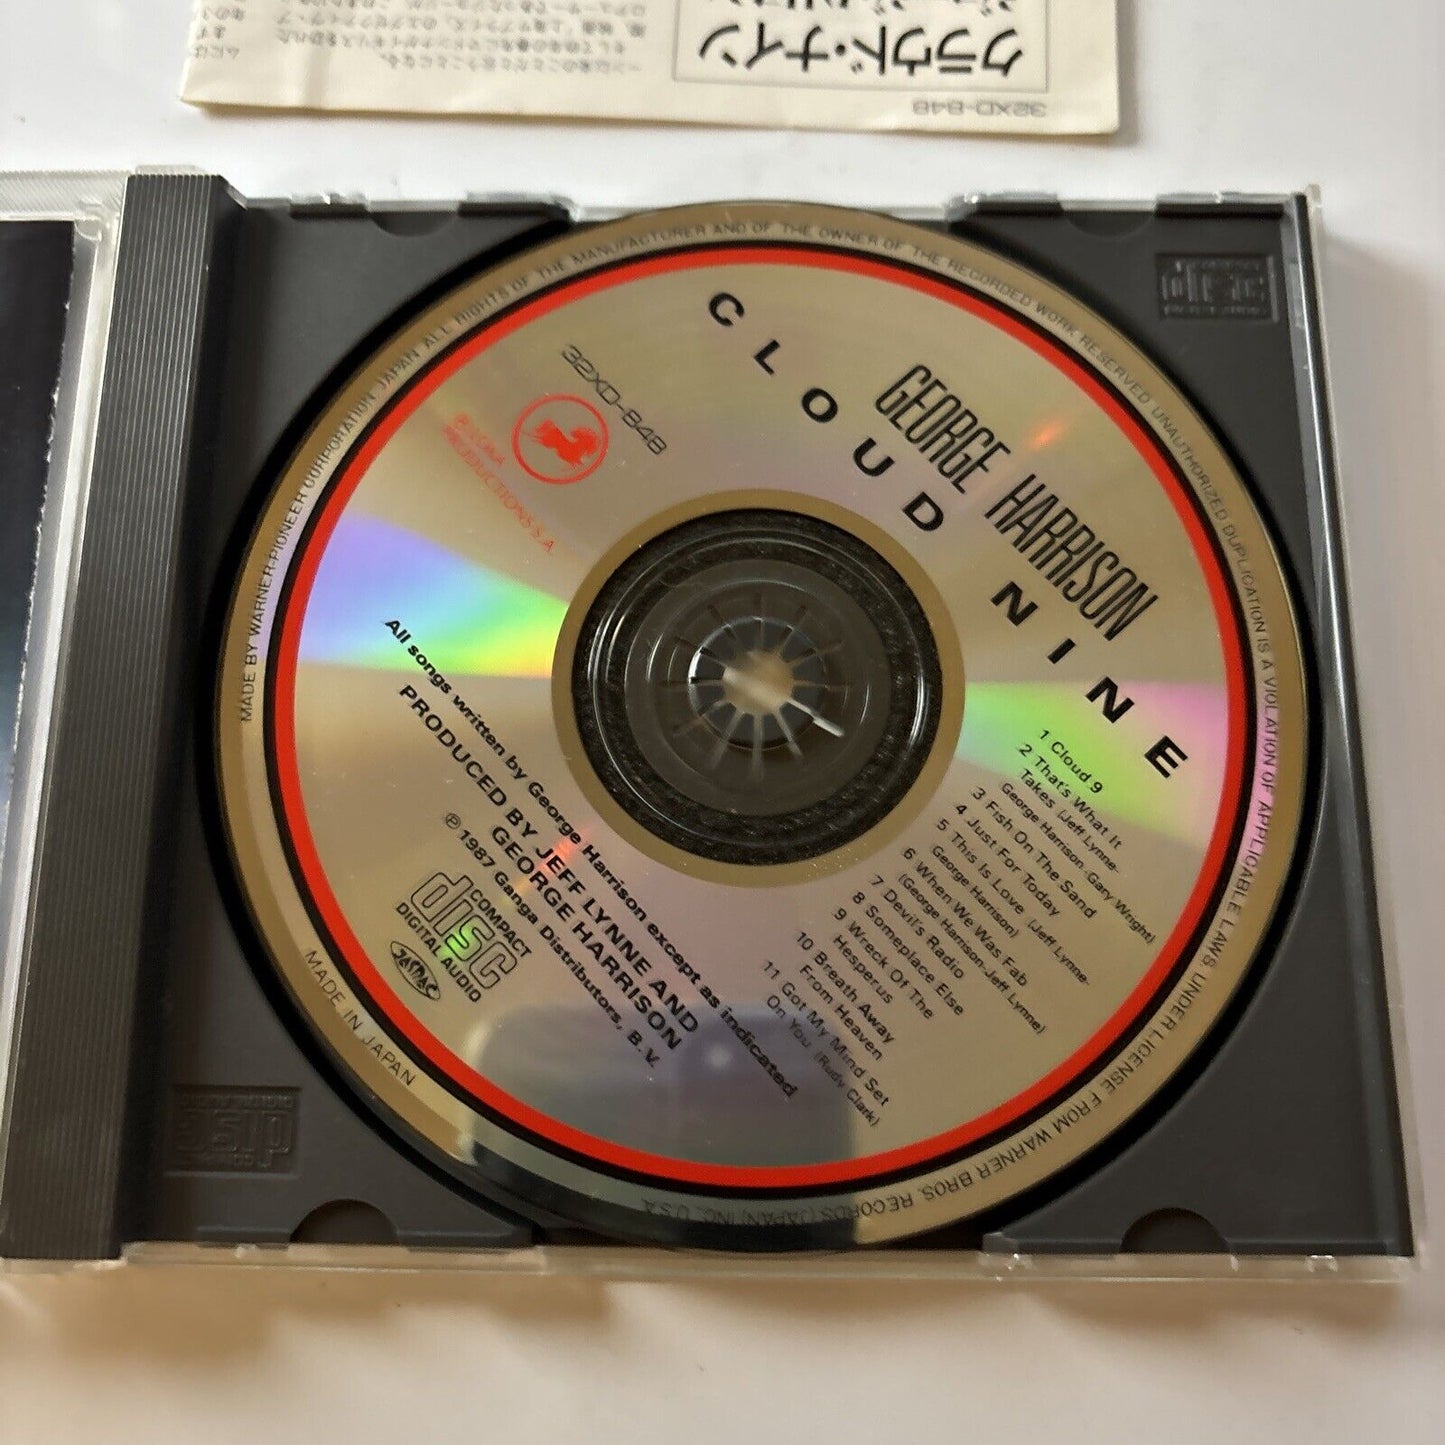 32XD-848
クラウド・ナイン
MADE BY WARNER-PIONEER CORPORATION, JAPAN ALL RIGHTS OF THE MANUFACTURER AND OF THE OWNER OF THE RECORDED WORK RESERVED UNAUTHORIZED DUPLICATION IS A VIOLATION OF APPLICABLE LAWS. UNDER LICENSE FROM WARNER BROS. RECORDS (JAPAN) INC., U.S.A.
MADE IN JAPAN
CLOUD NINE
GEORGE HARRISON
32XD-848
PRODUCTIONS S.A.
1 Cloud 9
2 That's What It
Takes (Jeff Lynne-
George Harrison-Gary Wright)
3 Fish On The Sand
4 Just For Today
5 This Is Love (Jeff Lynne-
George Harrison)
6 When We Was Fab
(George Harrison-Jeff Lynne)
7 Devil's Radio
8 Someplace Else
9 Wreck Of The
Hesperus
10 Breath Away
From Heaven
11 Got My Mind Set
On You (Rudy Clark)
All songs written by George Harrison except as indicated
PRODUCED BY JEFF LYNNE AND
GEORGE HARRISON
℗ 1987 Ganga Distributors, B.V.
COMPACT
disc
DIGITAL AUDIO
JASRAC